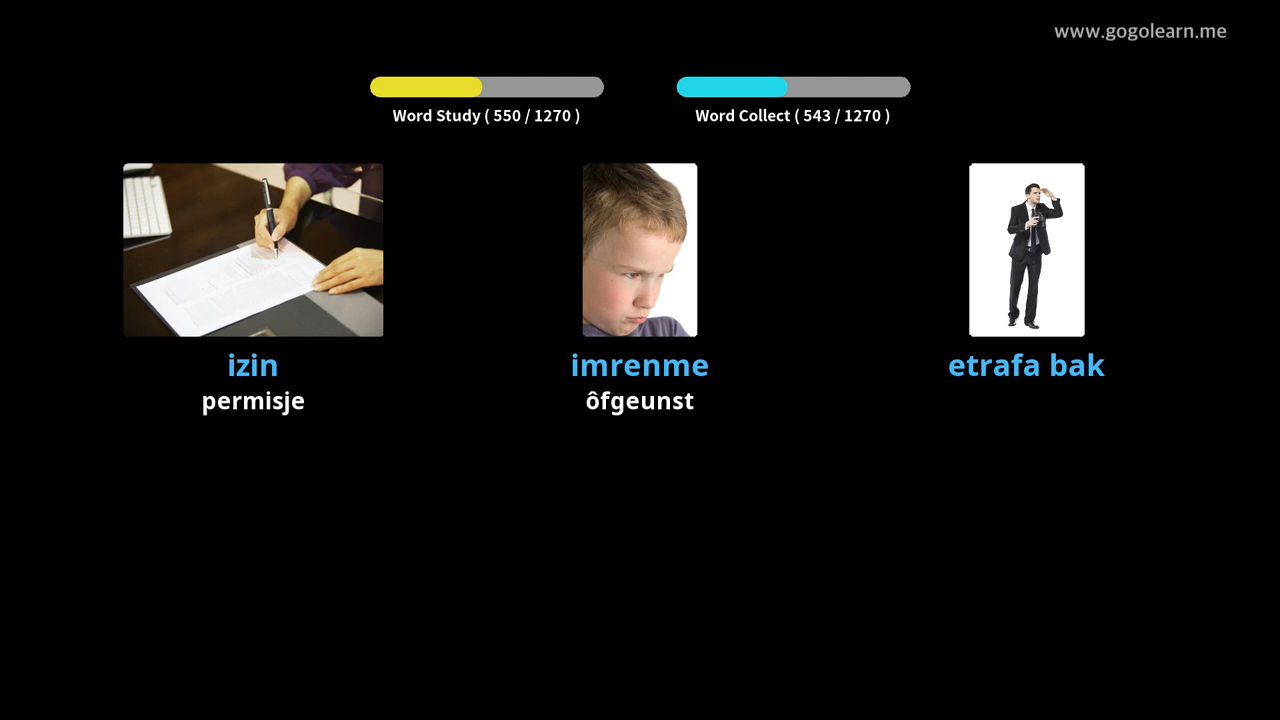 www.gogolearn.me
Word Study ( 550 / 1270 )
Word Collect ( 543 / 1270 )
izin
permisje
imrenme
ôfgeunst
etrafa bak